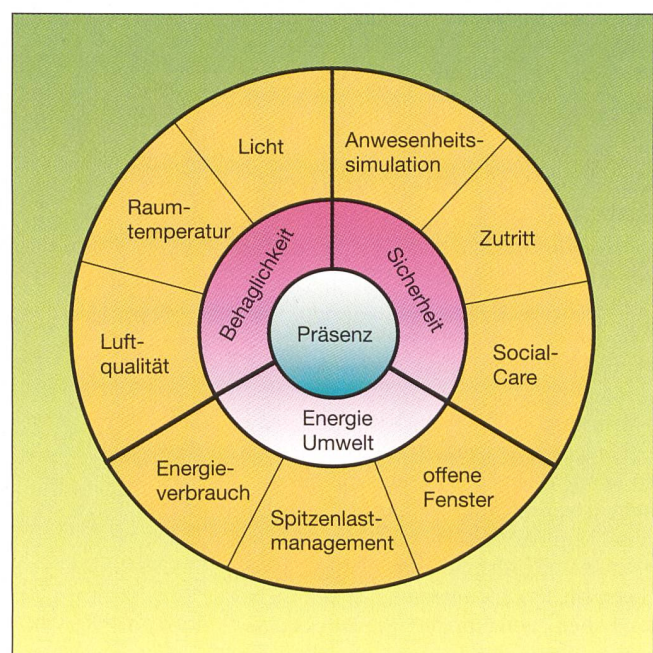 Licht
Anwesenheits-
simulation
Raum-
temperatur
Zutritt
Behaglichkeit
Sicherheit
Präsenz
Luft-
qualität
Social-
Care
Energie
Umwelt
Energie-
verbrauch
offene
Fenster
Spitzenlast-
management